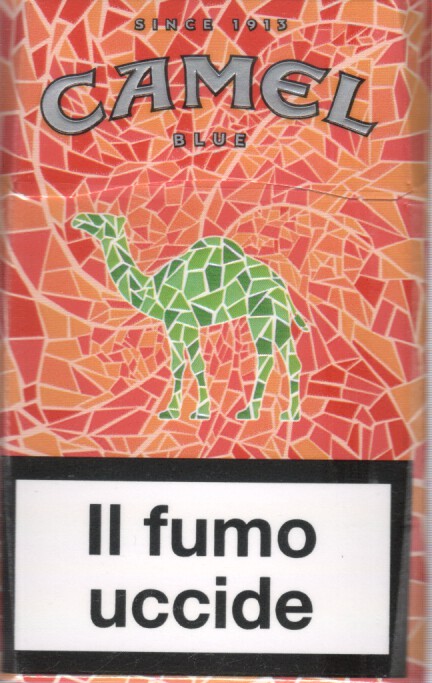 SINCE 1913
CAMEL
BLUE
Il fumo
uccide